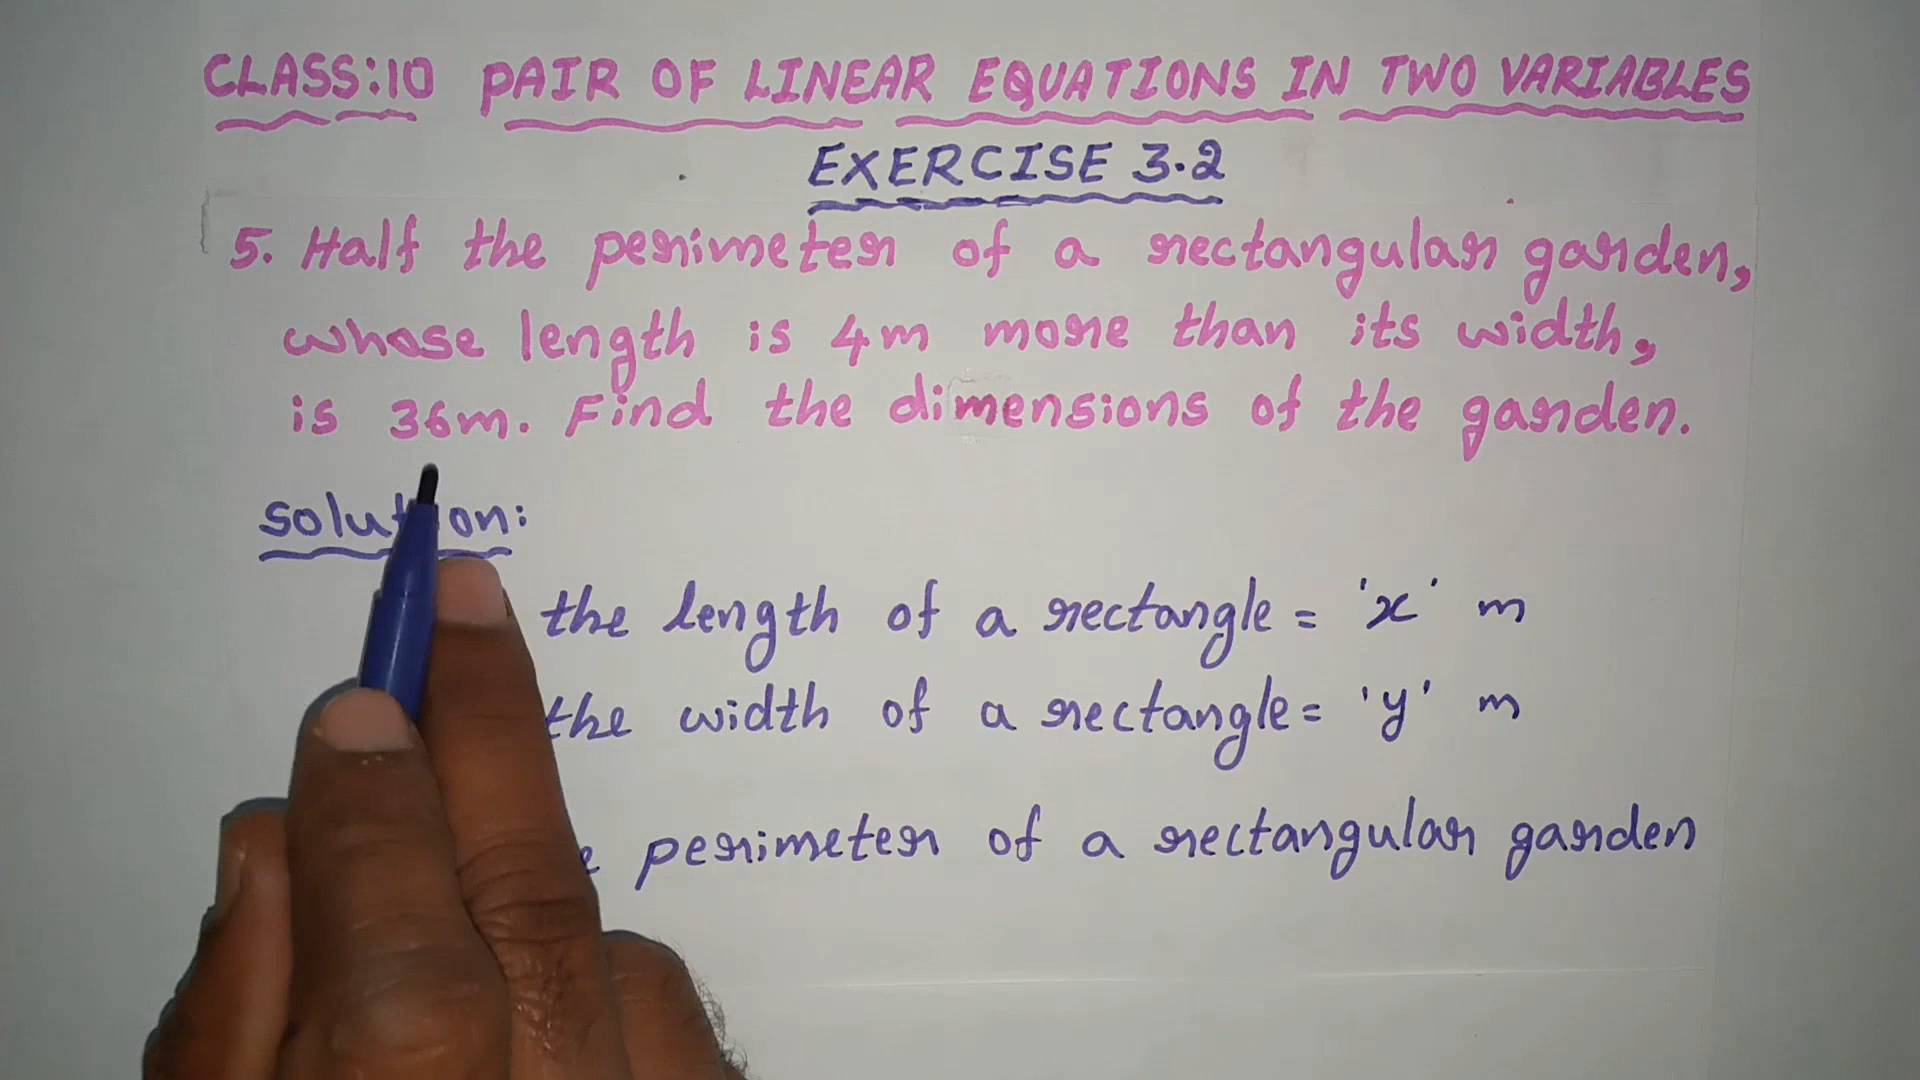 CLASS:10 PAIR OF LINEAR EQUATIONS IN TWO VARIABLES
EXERCISE 3.2
5. Half the perimeter of a rectangular garden,
whose length is 4m more than its width,
is 36m. Find the dimensions of the garden.
solution:
the length of a rectangle = 'x' m
the width of a rectangle = 'y' m
perimeter of a rectangular garden